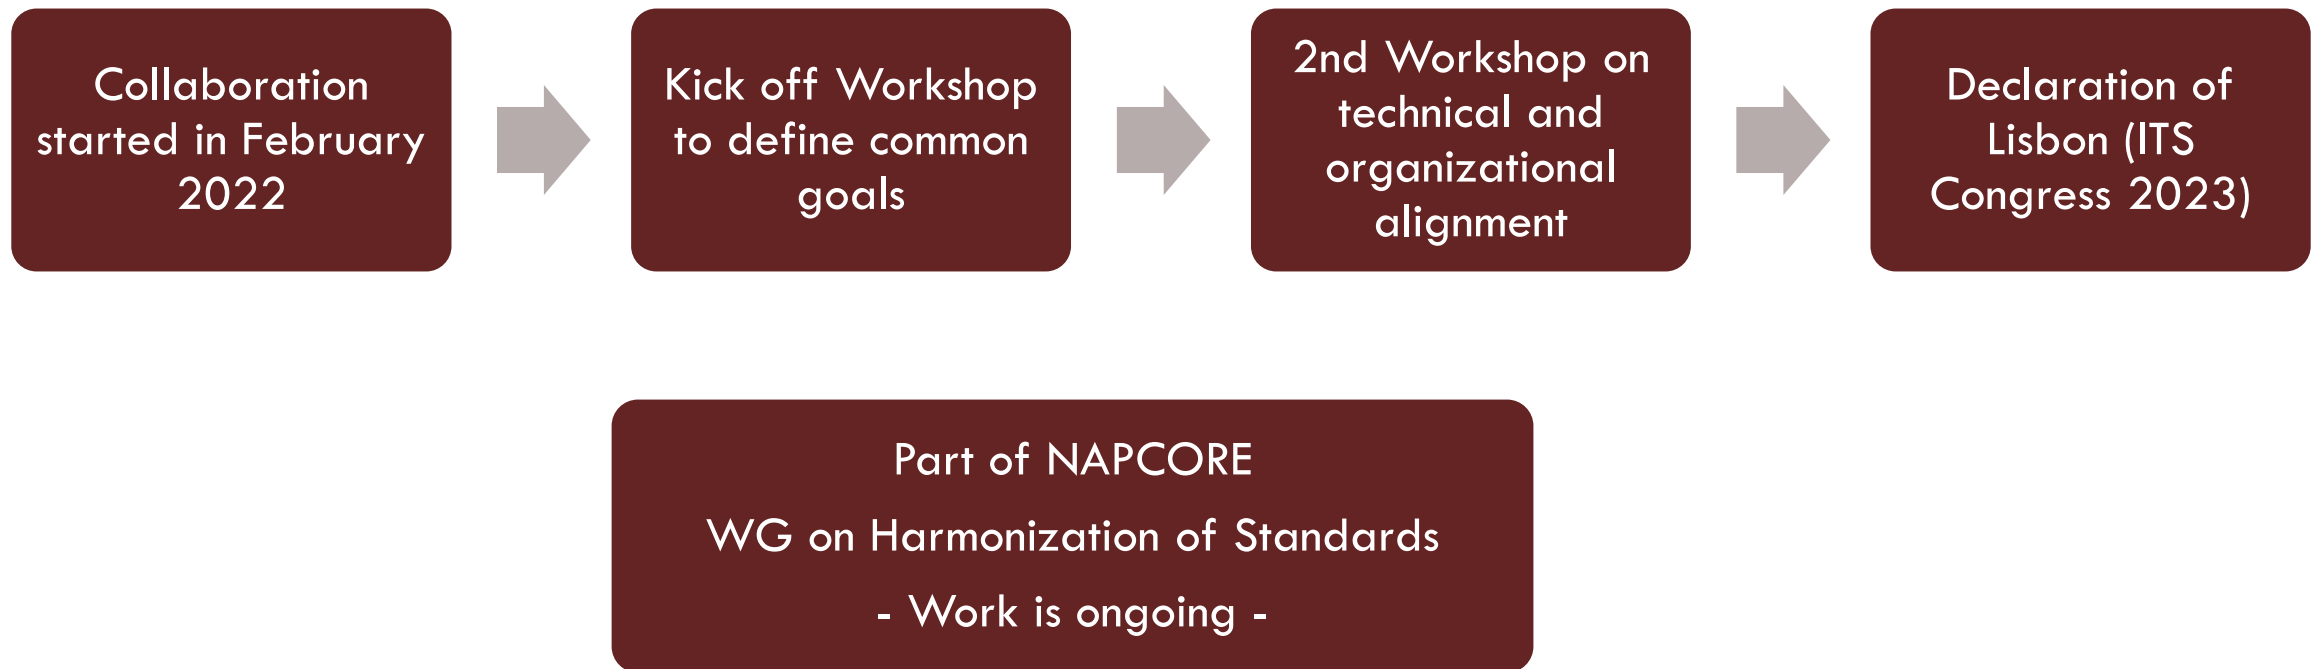 Collaboration
started in February
2022
Kick off Workshop
to define common
goals
2nd Workshop on
technical and
organizational
alignment
Declaration of
Lisbon (ITS
Congress 2023)
Part of NAPCORE
WG on Harmonization of Standards
- Work is ongoing -